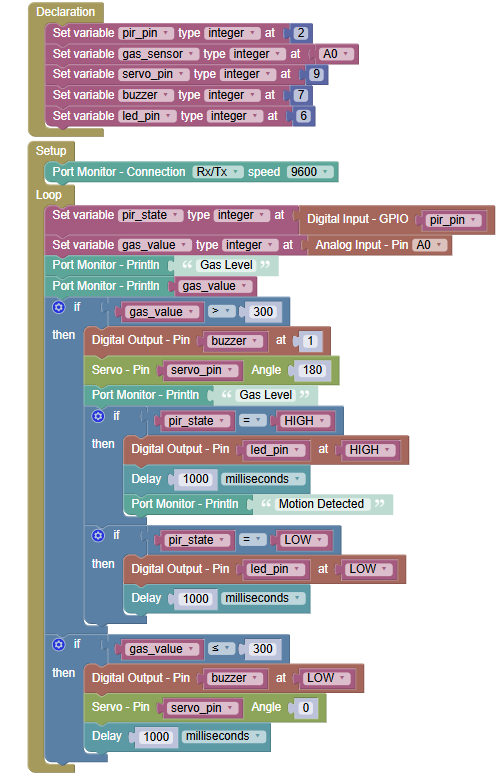 Declaration
Set variable pir_pin type integer at 2
Set variable gas_sensor type integer at A0
Set variable servo_pin type integer at 9
Set variable buzzer type integer at 7
Set variable led_pin type integer at 6
Setup
Port Monitor - Connection Rx/Tx speed 9600
Loop
Set variable pir_state type integer at Digital Input - GPIO pir_pin
Set variable gas_value type integer at Analog Input - Pin A0
Port Monitor - Println “ Gas Level ”
Port Monitor - Println gas_value
if gas_value > 300
then Digital Output - Pin buzzer at 1
Servo - Pin servo_pin Angle 180
Port Monitor - Println “ Gas Level ”
if pir_state = HIGH
then Digital Output - Pin led_pin at HIGH
Delay 1000 milliseconds
Port Monitor - Println “ Motion Detected ”
if pir_state = LOW
then Digital Output - Pin led_pin at LOW
Delay 1000 milliseconds
if gas_value ≤ 300
then Digital Output - Pin buzzer at LOW
Servo - Pin servo_pin Angle 0
Delay 1000 milliseconds